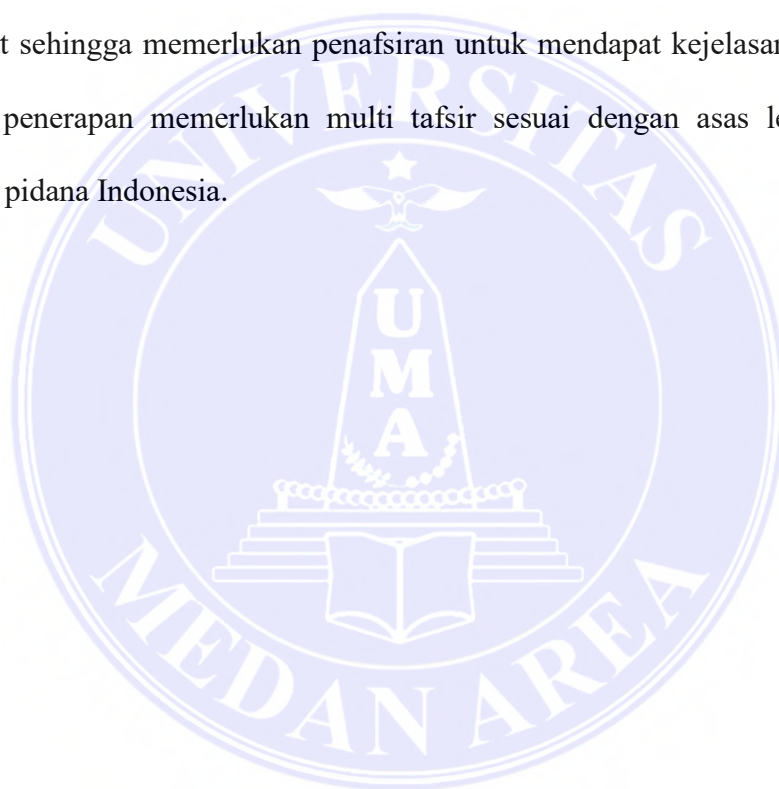 sehingga memerlukan penafsiran untuk mendapat kejelasan
penerapan memerlukan multi tafsir sesuai dengan asas
pidana Indonesia.
UNIVERSITAS
UMA
MEDAN AREA